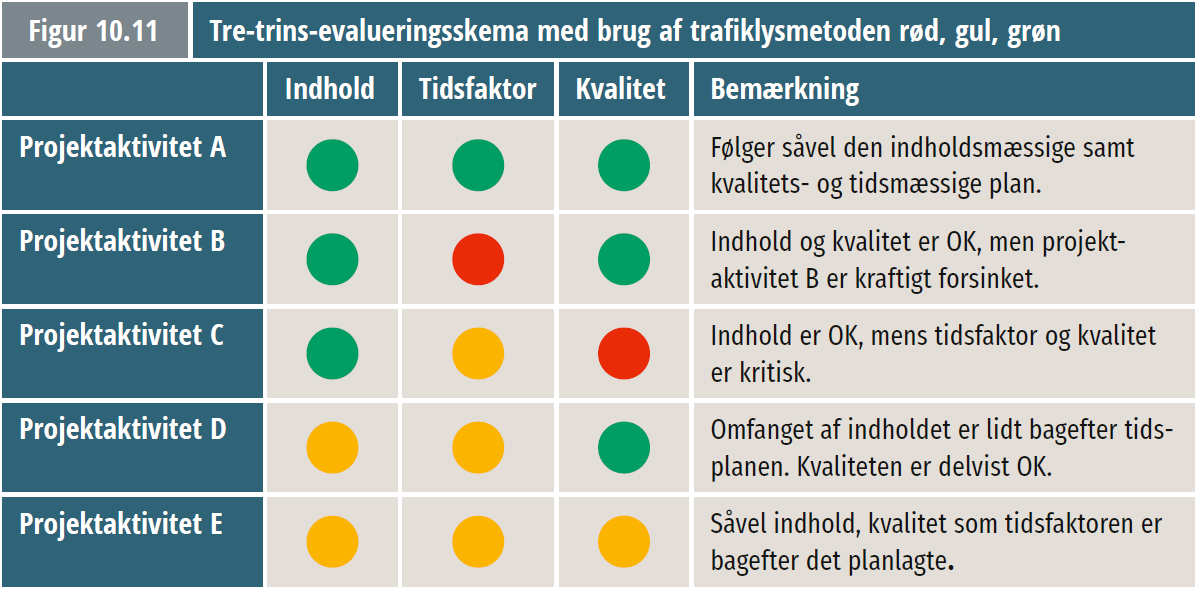 Figur 10.11
Tre-trins-evalueringsskema med brug af trafiklysmetoden rød, gul, grøn
Indhold
Tidsfaktor
Kvalitet
Bemærkning
Projektaktivitet A
Følger såvel den indholdsmæssige samt
kvalitets- og tidsmæssige plan.
Projektaktivitet B
Indhold og kvalitet er OK, men projekt-
aktivitet B er kraftigt forsinket.
Projektaktivitet C
Indhold er OK, mens tidsfaktor og kvalitet
er kritisk.
Projektaktivitet D
Omfanget af indholdet er lidt bagefter tids-
planen. Kvaliteten er delvist OK.
Projektaktivitet E
Såvel indhold, kvalitet som tidsfaktoren er
bagefter det planlagte.